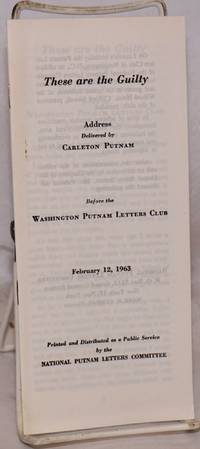 These are the Guilty
Address
Delivered by
CARLETON PUTNAM
Before the
WASHINGTON PUTNAM LETTERS CLUB
February 12, 1963
Printed and Distributed as a Public Service
by the
NATIONAL PUTNAM LETTERS COMMITTEE